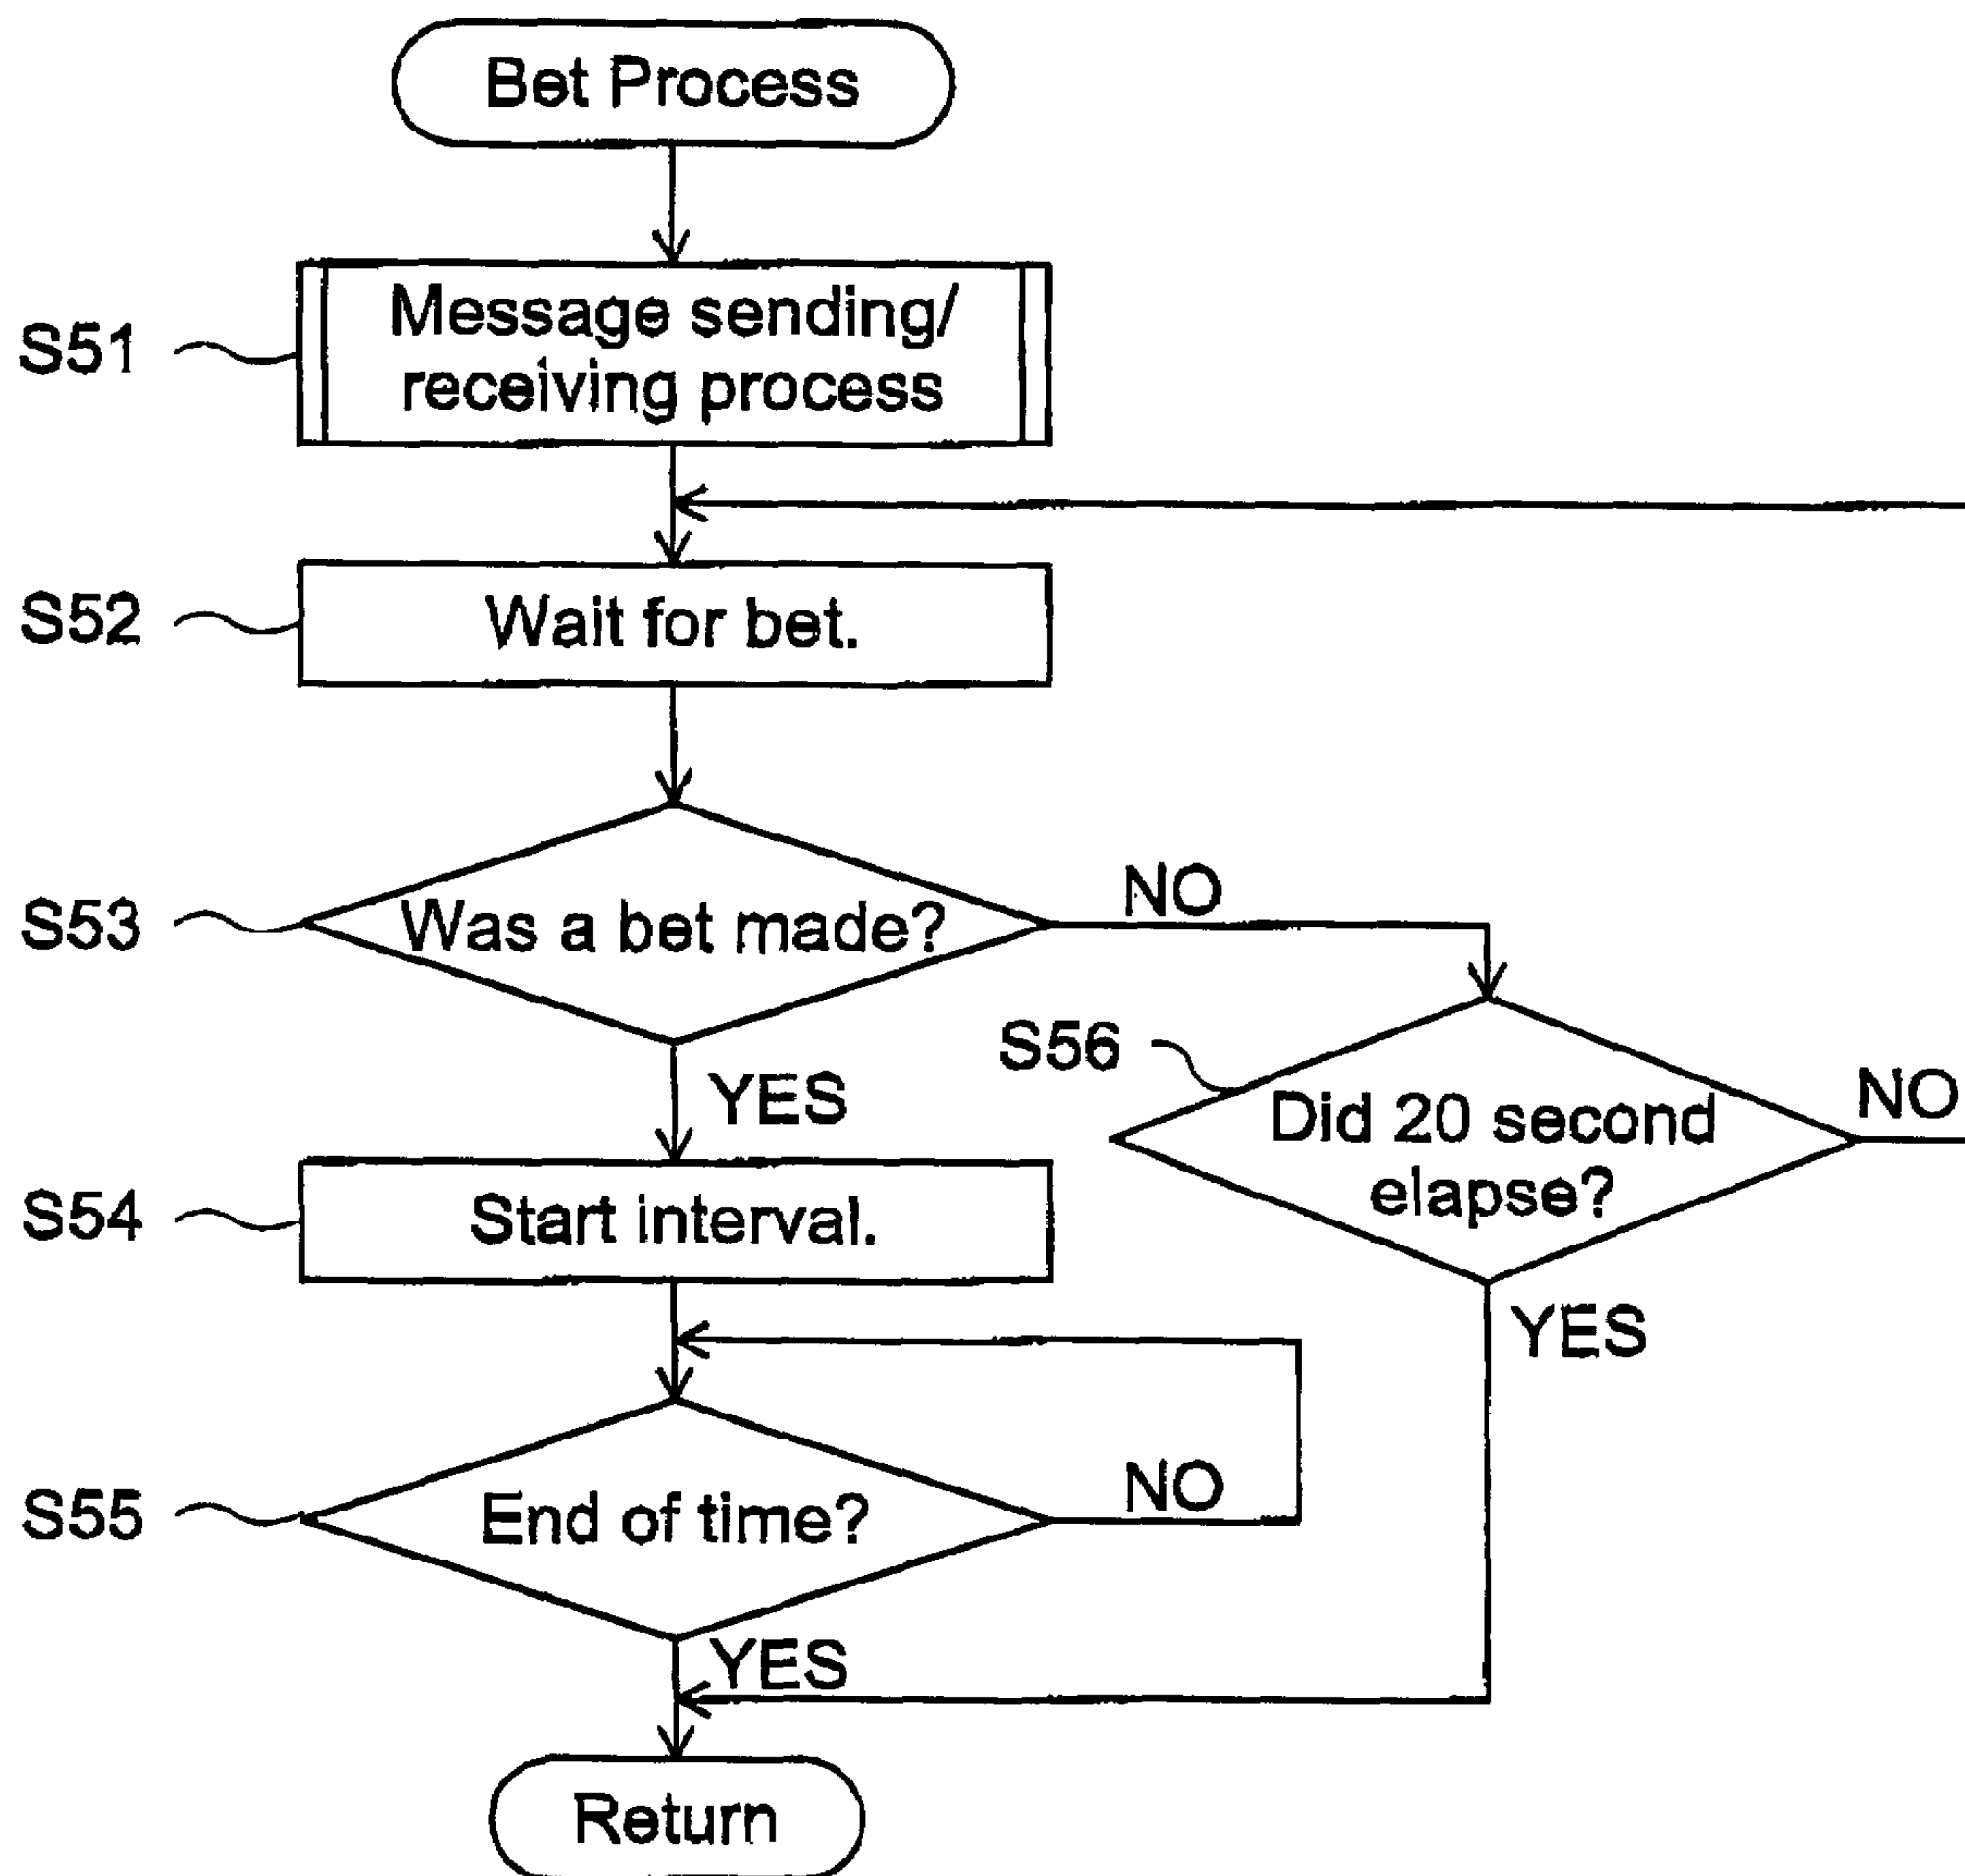 Bet Process
S51
Message sending/
receiving process
S52
Wait for bet.
S53
Was a bet made?
NO
YES
S56
Did 20 second
elapse?
NO
YES
S54
Start interval.
S55
End of time?
NO
YES
Return